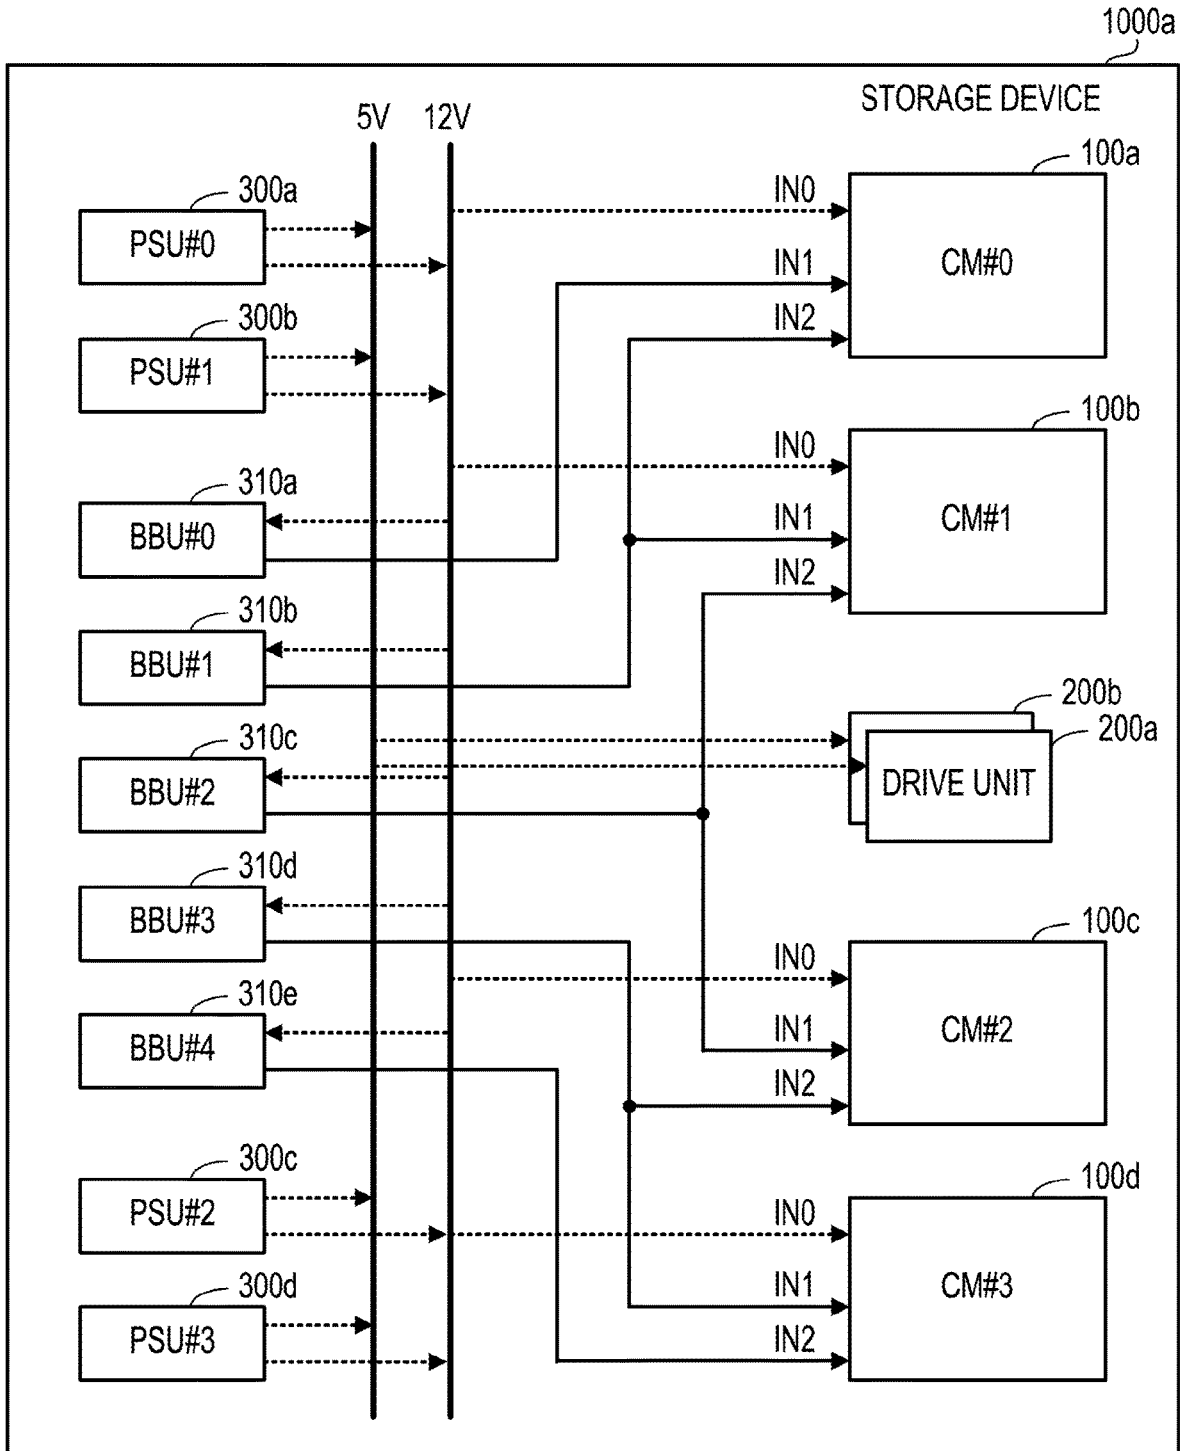 1000a
STORAGE DEVICE
5V 12V
100a
300a
IN0
PSU#0
CM#0
IN1
300b
IN2
PSU#1
100b
IN0
310a
IN1
CM#1
BBU#0
IN2
310b
BBU#1
200b
310c
200a
BBU#2
DRIVE UNIT
310d
BBU#3
100c
IN0
310e
IN1
CM#2
BBU#4
IN2
300c
100d
PSU#2
IN0
300d
IN1
CM#3
PSU#3
IN2